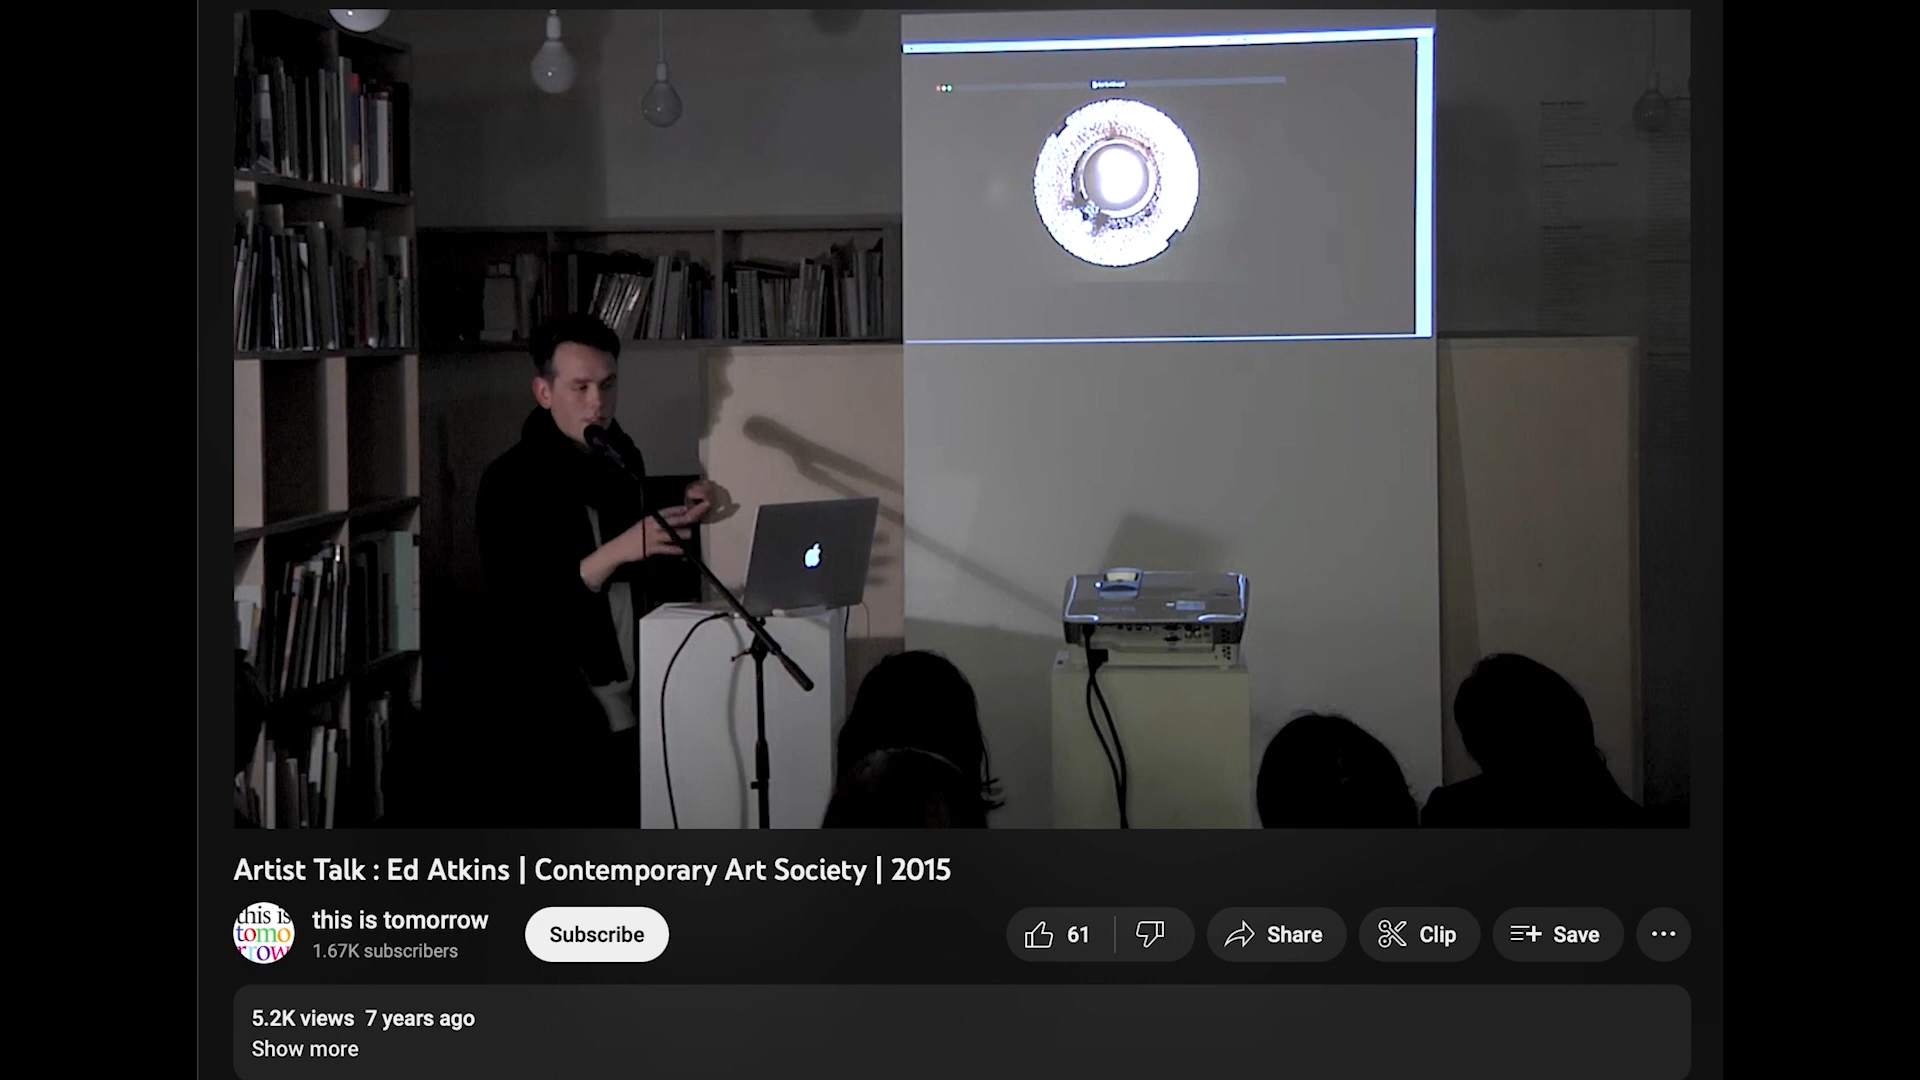 Artist Talk : Ed Atkins | Contemporary Art Society | 2015
this is
tomo
rrow
this is tomorrow
1.67K subscribers
Subscribe
61
Share
Clip
Save
5.2K views 7 years ago
Show more